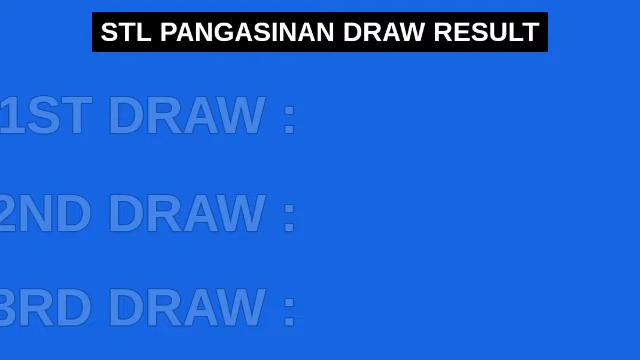 STL PANGASINAN DRAW RESULT
1ST DRAW :
2ND DRAW :
3RD DRAW :